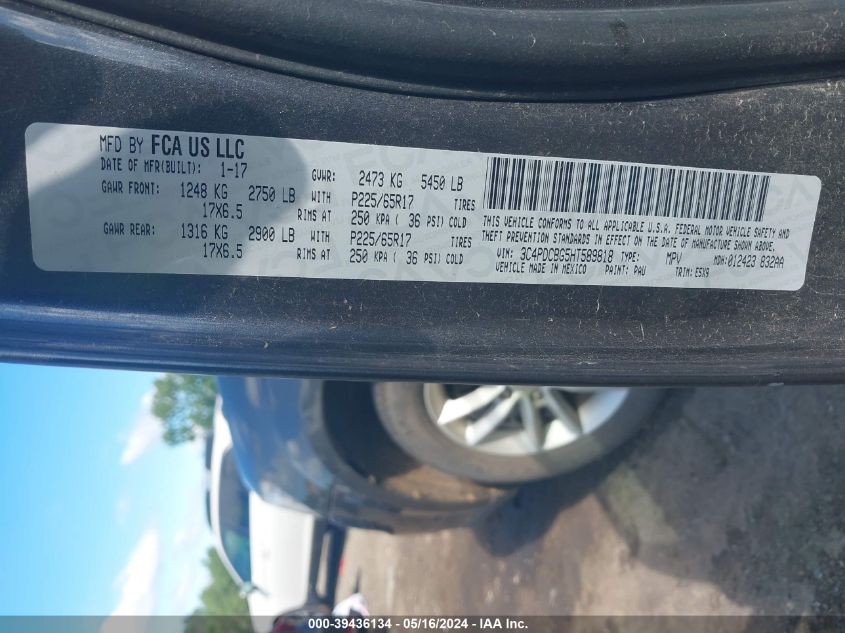 MFD BY FCA US LLC
DATE OF MFR(BUILT): 1-17
GVWR: 2473 KG 5450 LB
GAWR FRONT: 1248 KG 2750 LB WITH P225/65R17 TIRES
17X6.5 RIMS AT 250 KPA ( 36 PSI) COLD
GAWR REAR: 1316 KG 2900 LB WITH P225/65R17 TIRES
17X6.5 RIMS AT 250 KPA ( 36 PSI) COLD
THIS VEHICLE CONFORMS TO ALL APPLICABLE U.S.A. FEDERAL MOTOR VEHICLE SAFETY AND
THEFT PREVENTION STANDARDS IN EFFECT ON THE DATE OF MANUFACTURE SHOWN ABOVE.
VIN: 3C4PDCBG5HT589818 TYPE: MPV MDH:012423 832AA
VEHICLE MADE IN MEXICO PAINT: PAU TRIM: E5X9
000-39436134 - 05/16/2024 - IAA Inc.